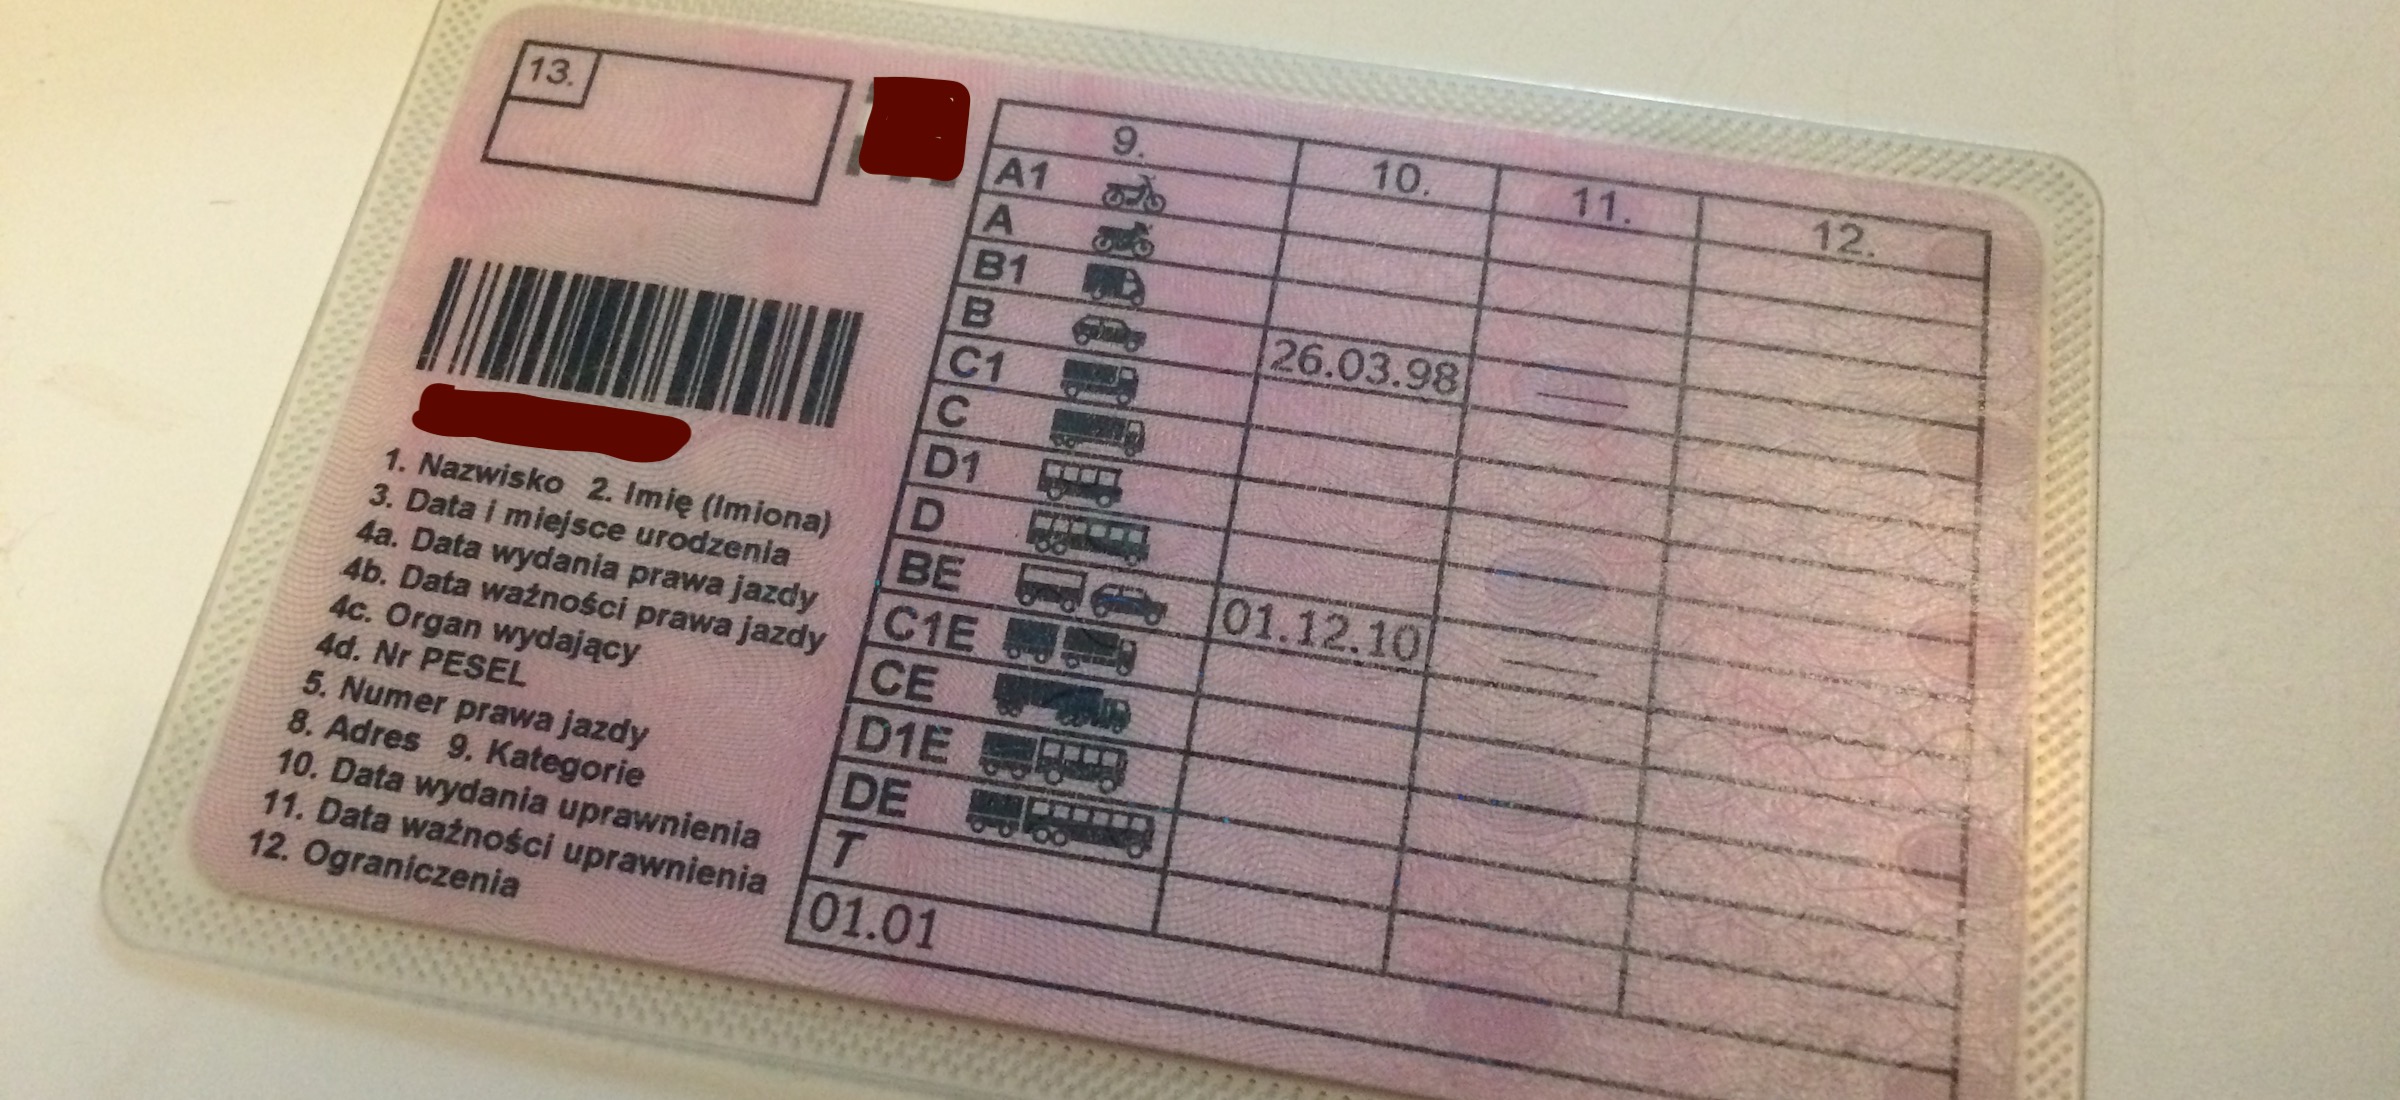 13.
1. Nazwisko 2. Imię (Imiona)
3. Data i miejsce urodzenia
4a. Data wydania prawa jazdy
4b. Data ważności prawa jazdy
4c. Organ wydający
4d. Nr PESEL
5. Numer prawa jazdy
8. Adres 9. Kategorie
10. Data wydania uprawnienia
11. Data ważności uprawnienia
12. Ograniczenia
9. 10. 11. 12.
A1
A
B1
B 26.03.98
C1
C
D1
D
BE 01.12.10
C1E
CE
D1E
DE
T
01.01